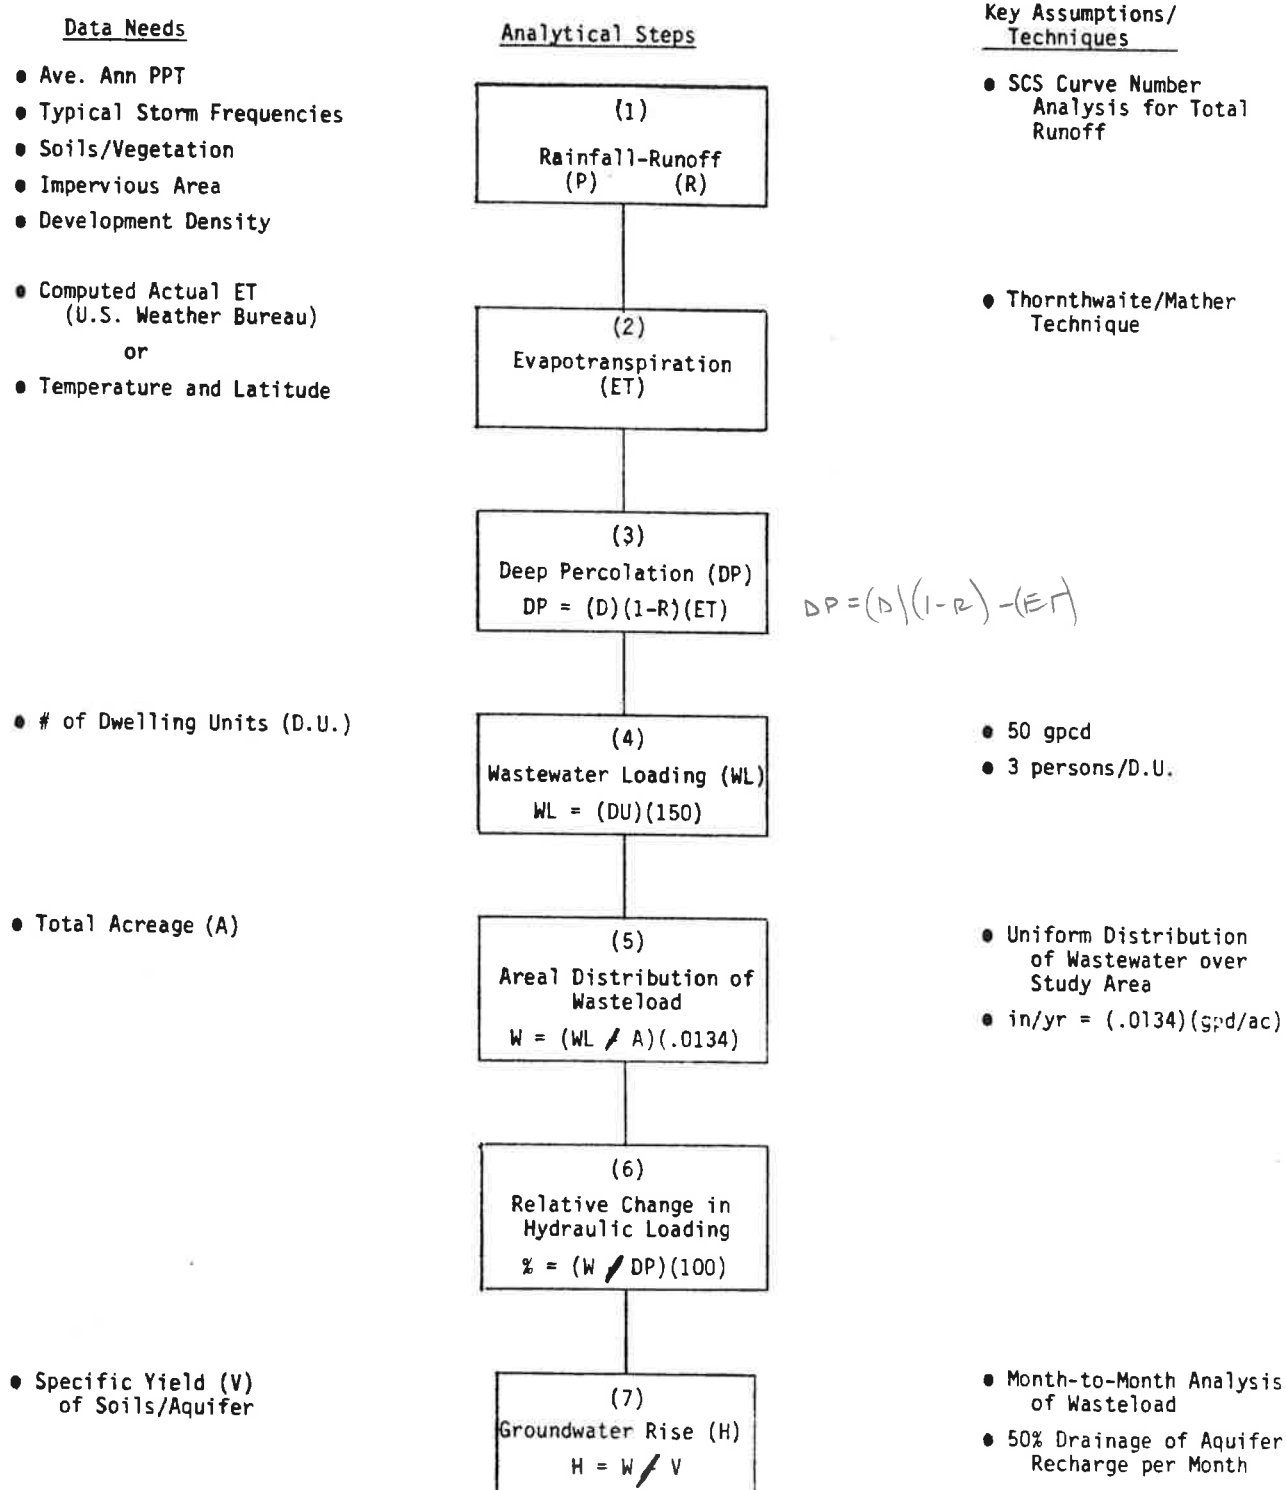 Data Needs
● Ave. Ann PPT
● Typical Storm Frequencies
● Soils/Vegetation
● Impervious Area
● Development Density
● Computed Actual ET
(U.S. Weather Bureau)
or
● Temperature and Latitude
● # of Dwelling Units (D.U.)
● Total Acreage (A)
● Specific Yield (V)
of Soils/Aquifer
Analytical Steps
(1)
Rainfall-Runoff
(P) (R)
(2)
Evapotranspiration
(ET)
(3)
Deep Percolation (DP)
DP = (D)(1-R)(ET)
DP = (D)(1-R) - (ET)
(4)
Wastewater Loading (WL)
WL = (DU)(150)
(5)
Areal Distribution of
Wasteload
W = (WL / A)(.0134)
(6)
Relative Change in
Hydraulic Loading
% = (W / DP)(100)
(7)
Groundwater Rise (H)
H = W / V
Key Assumptions/
Techniques
● SCS Curve Number
Analysis for Total
Runoff
● Thornthwaite/Mather
Technique
● 50 gpcd
● 3 persons/D.U.
● Uniform Distribution
of Wastewater over
Study Area
● in/yr = (.0134)(gpd/ac)
● Month-to-Month Analysis
of Wasteload
● 50% Drainage of Aquifer
Recharge per Month